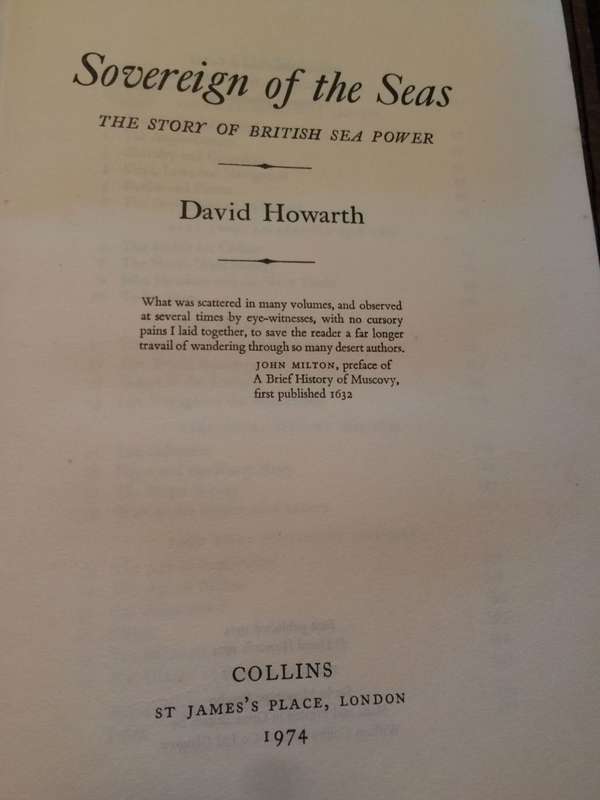 Sovereign of the Seas
THE STORY OF BRITISH SEA POWER
David Howarth
What was scattered in many volumes, and observed
at several times by eye-witnesses, with no cursory
pains I laid together, to save the reader a far longer
travail of wandering through so many desert authors.
JOHN MILTON, preface of
A Brief History of Muscovy,
first published 1632
COLLINS
ST JAMES'S PLACE, LONDON
1974